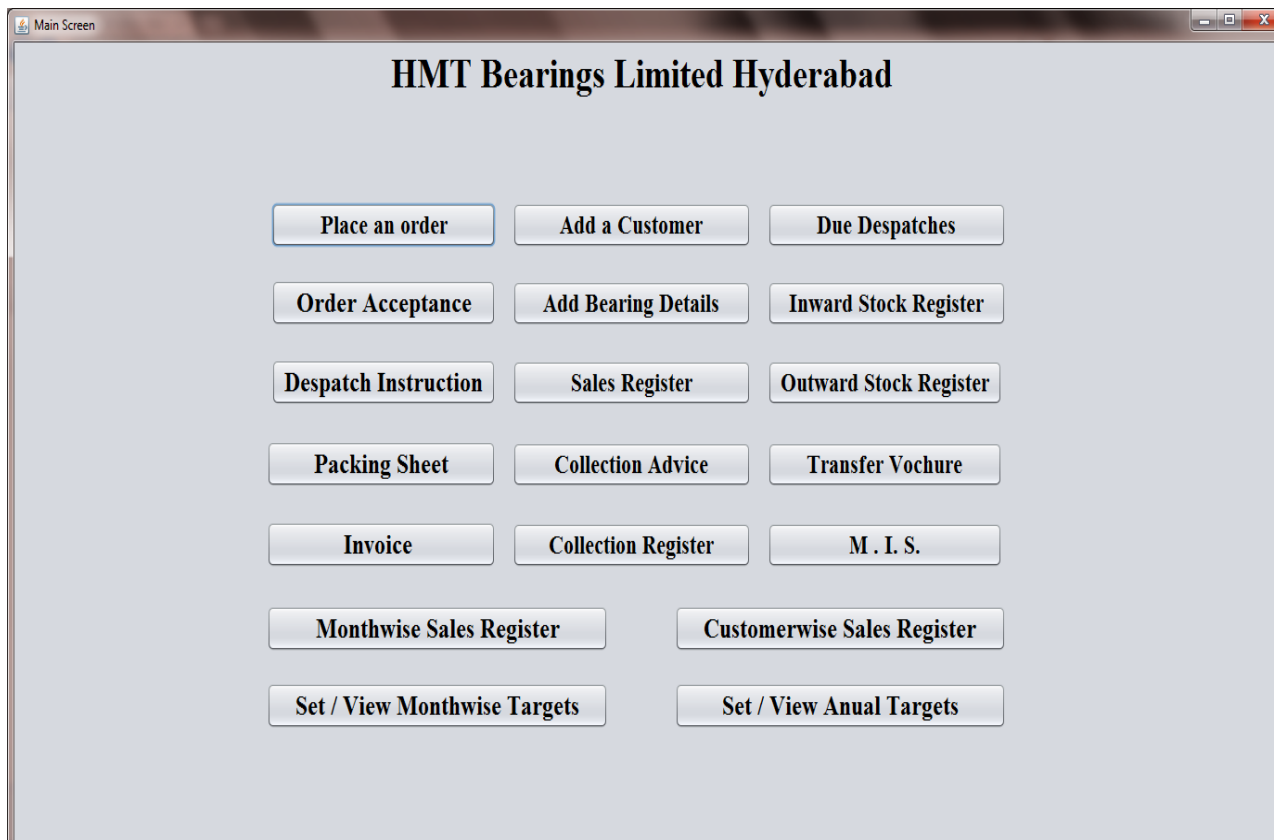 Main Screen
HMT Bearings Limited Hyderabad
Place an order Add a Customer Due Despatches
Order Acceptance Add Bearing Details Inward Stock Register
Despatch Instruction Sales Register Outward Stock Register
Packing Sheet Collection Advice Transfer Vochure
Invoice Collection Register M . I. S.
Monthwise Sales Register Customerwise Sales Register
Set / View Monthwise Targets Set / View Anual Targets